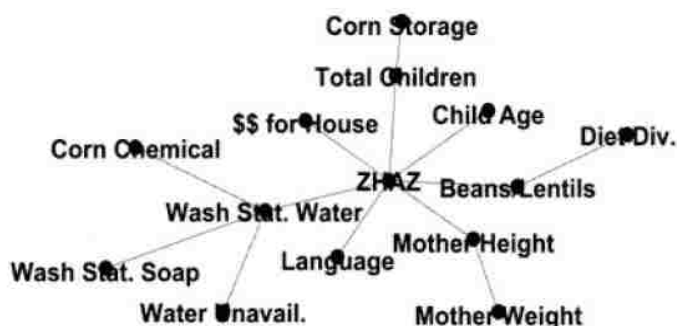 Corn Storage
Total Children
$$ for House
Child Age
Diet Div.
Corn Chemical
ZHAZ
Beans/Lentils
Wash Stat. Water
Mother Height
Language
Wash Stat. Soap
Water Unavail.
Mother Weight